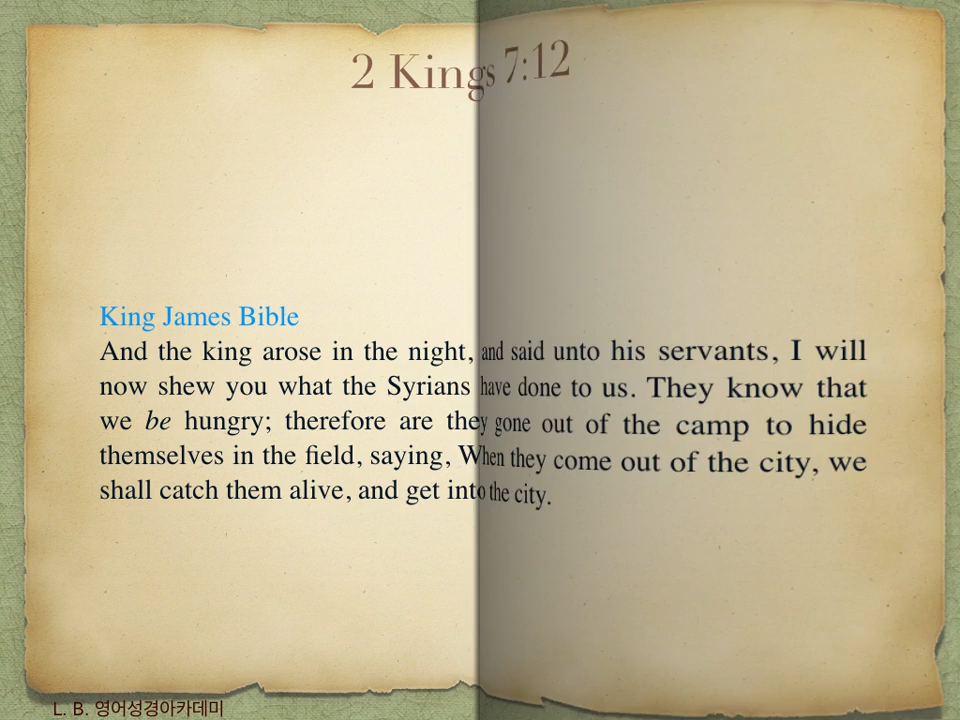 2 Kings 7:12
King James Bible
And the king arose in the night, and said unto his servants, I will
now shew you what the Syrians have done to us. They know that
we be hungry; therefore are they gone out of the camp to hide
themselves in the field, saying, When they come out of the city, we
shall catch them alive, and get into the city.
L. B. 영어성경아카데미